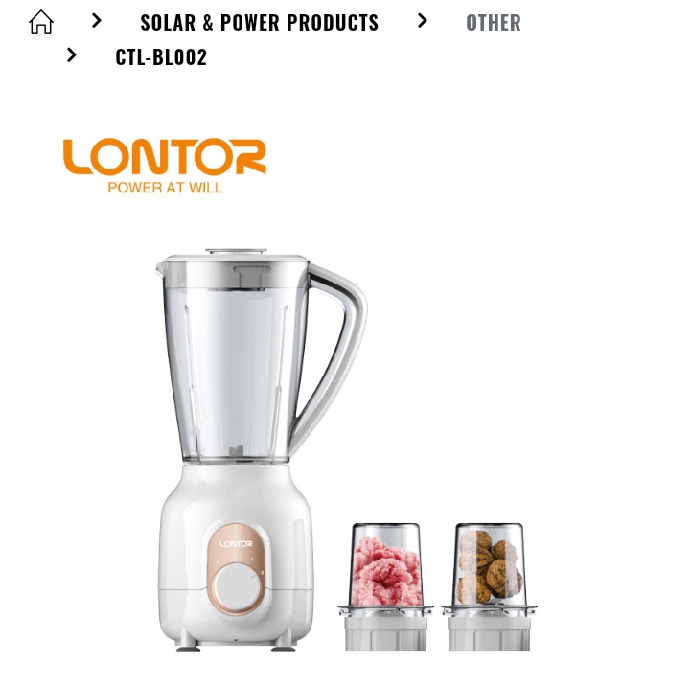 SOLAR & POWER PRODUCTS OTHER
CTL-BL002
LONTOR
POWER AT WILL
LONTOR